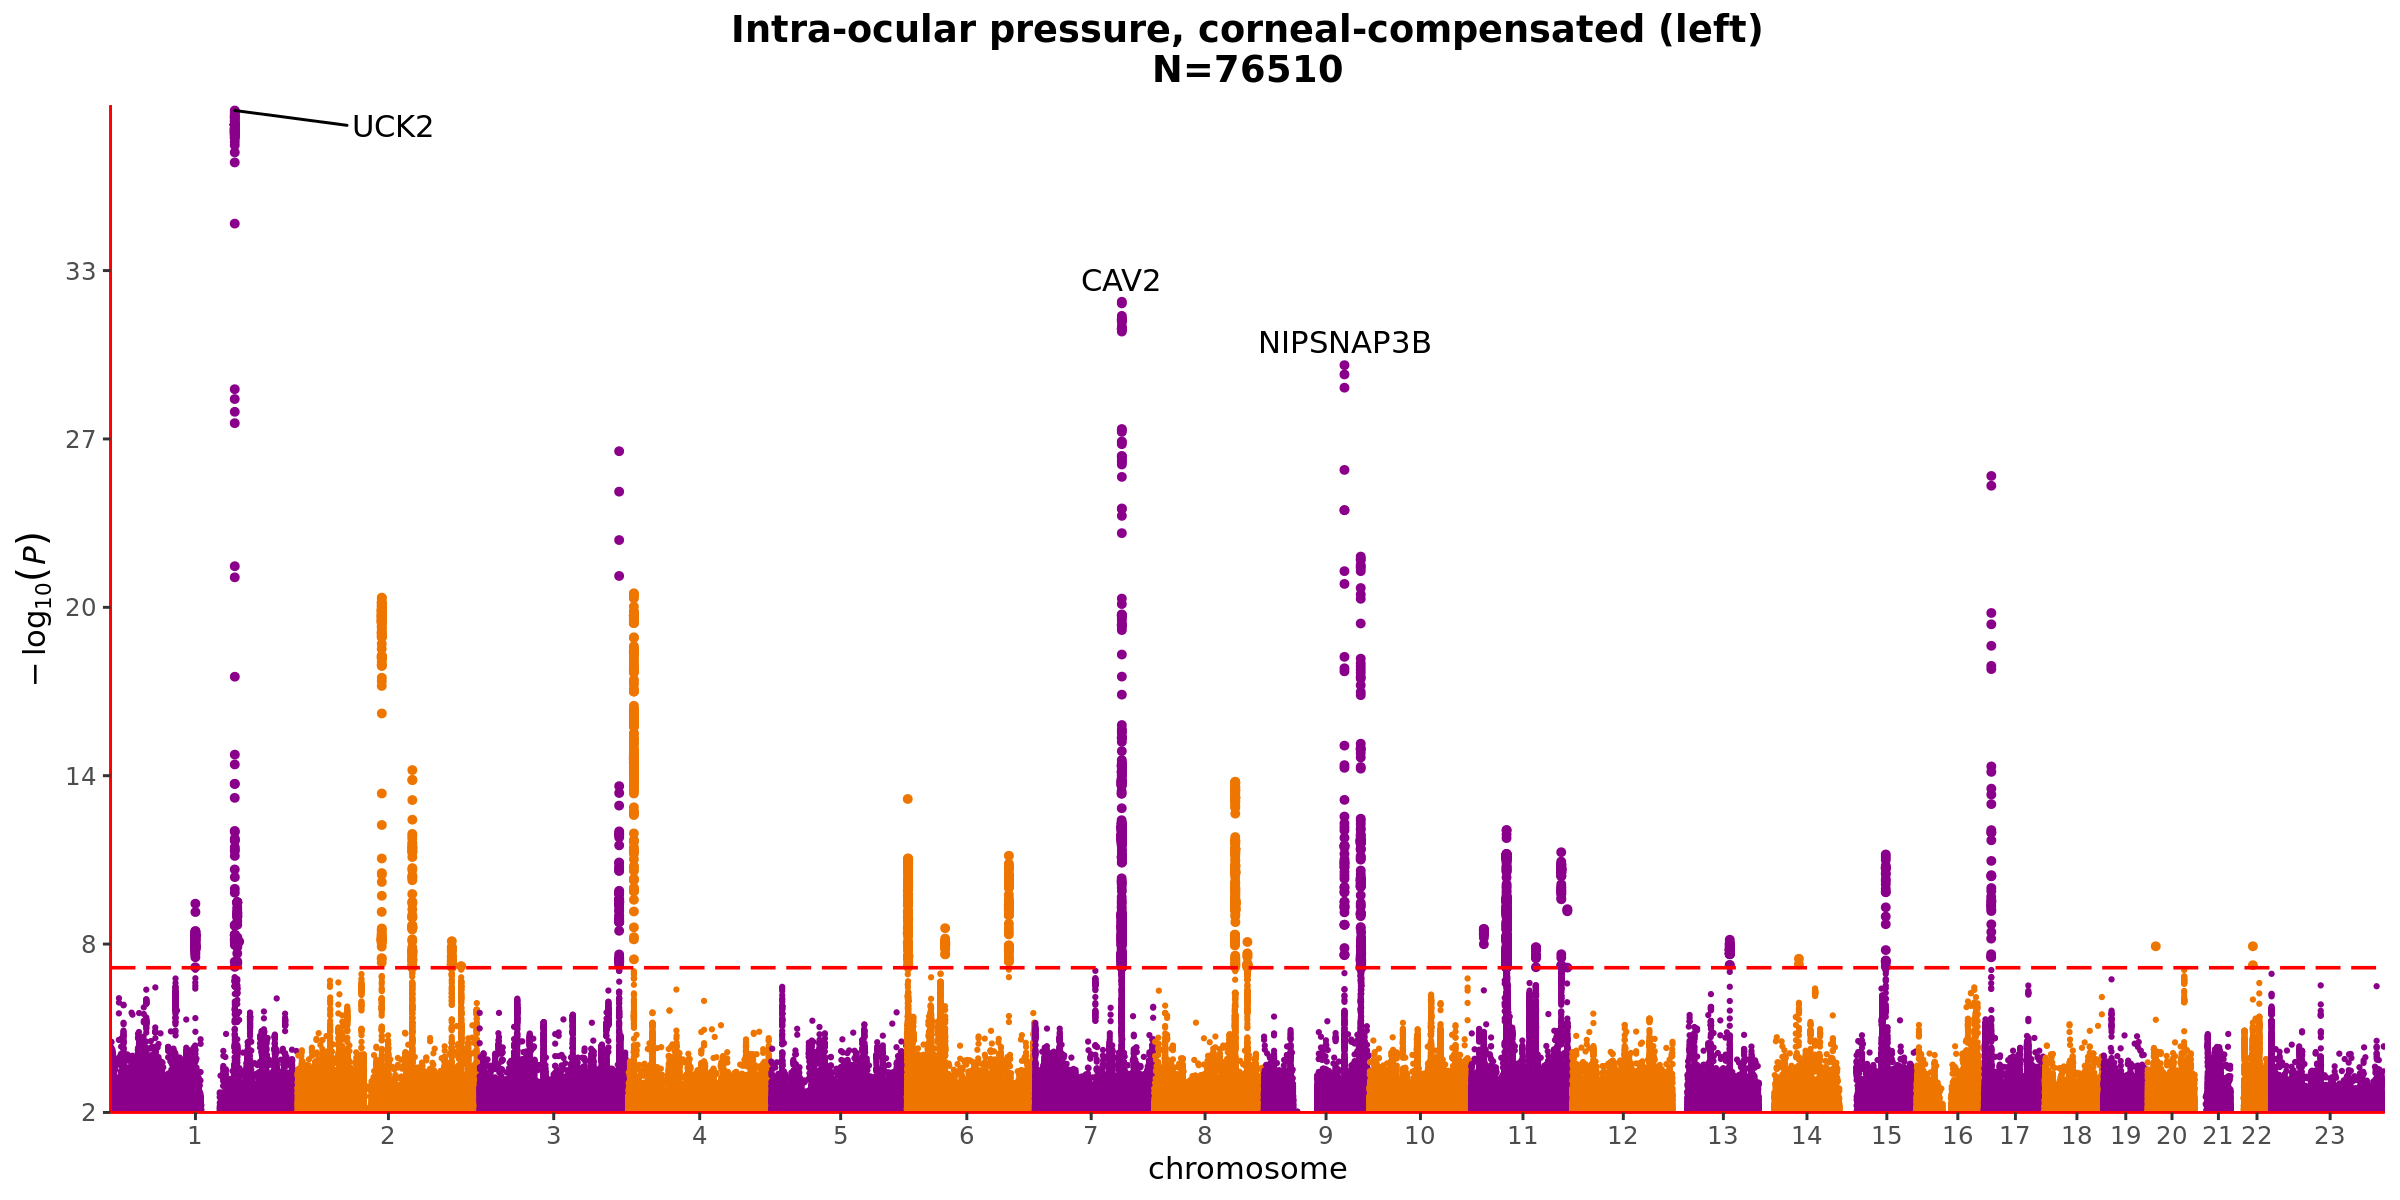 Intra-ocular pressure, corneal-compensated (left)
N=76510
UCK2
CAV2
NIPSNAP3B
33
27
20
14
8
2
−log10(P)
1 2 3 4 5 6 7 8 9 10 11 12 13 14 15 16 17 18 19 20 21 22 23
chromosome